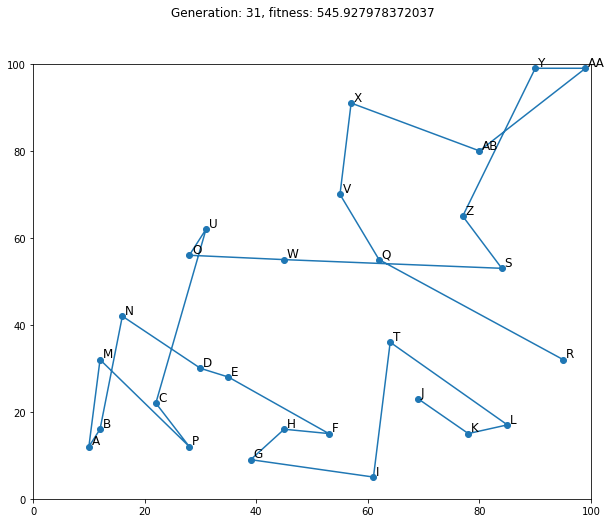 Generation: 31, fitness: 545.927978372037
100
Y
AA
X
80
AB
V
Z
60
U
O
W
Q
S
40
N
T
M
R
D
E
20
C
J
B
H
F
K
L
A
P
G
I
0
0
20
40
60
80
100